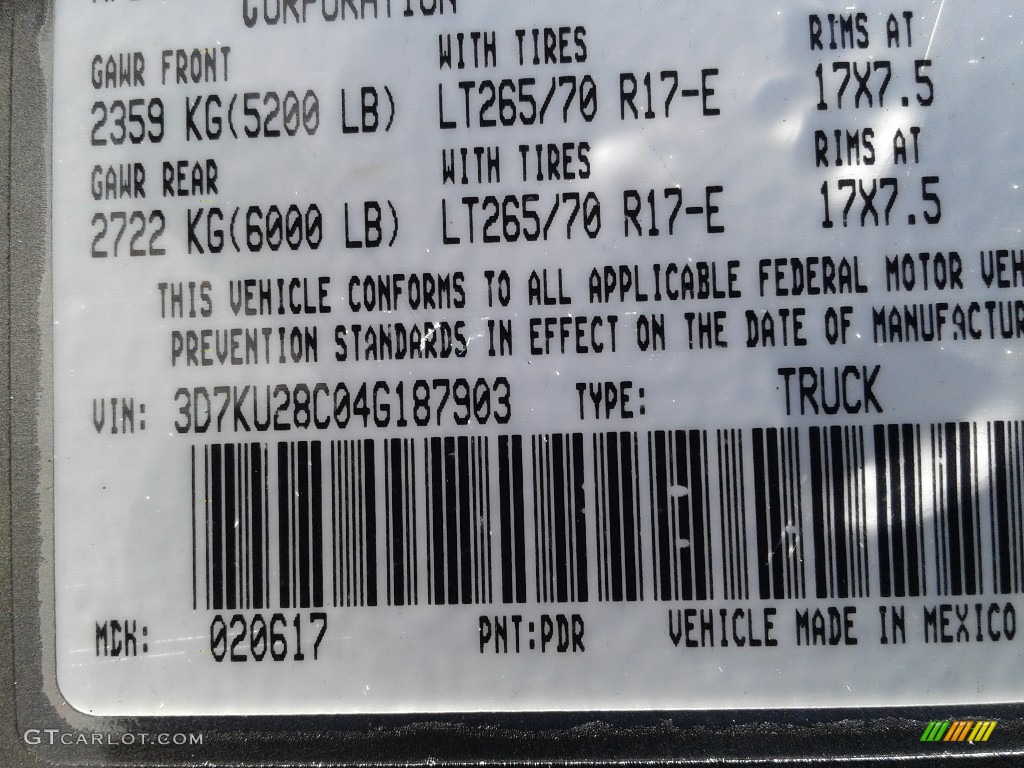 CORPORATION
GAWR FRONT WITH TIRES RIMS AT
2359 KG(5200 LB) LT265/70 R17-E 17X7.5
GAWR REAR WITH TIRES RIMS AT
2722 KG(6000 LB) LT265/70 R17-E 17X7.5
THIS VEHICLE CONFORMS TO ALL APPLICABLE FEDERAL MOTOR VEH
PREVENTION STANDARDS IN EFFECT ON THE DATE OF MANUFACTUR
VIN: 3D7KU28C04G187903 TYPE: TRUCK
MDH: 020617 PNT:PDR VEHICLE MADE IN MEXICO
GTCARLOT.COM